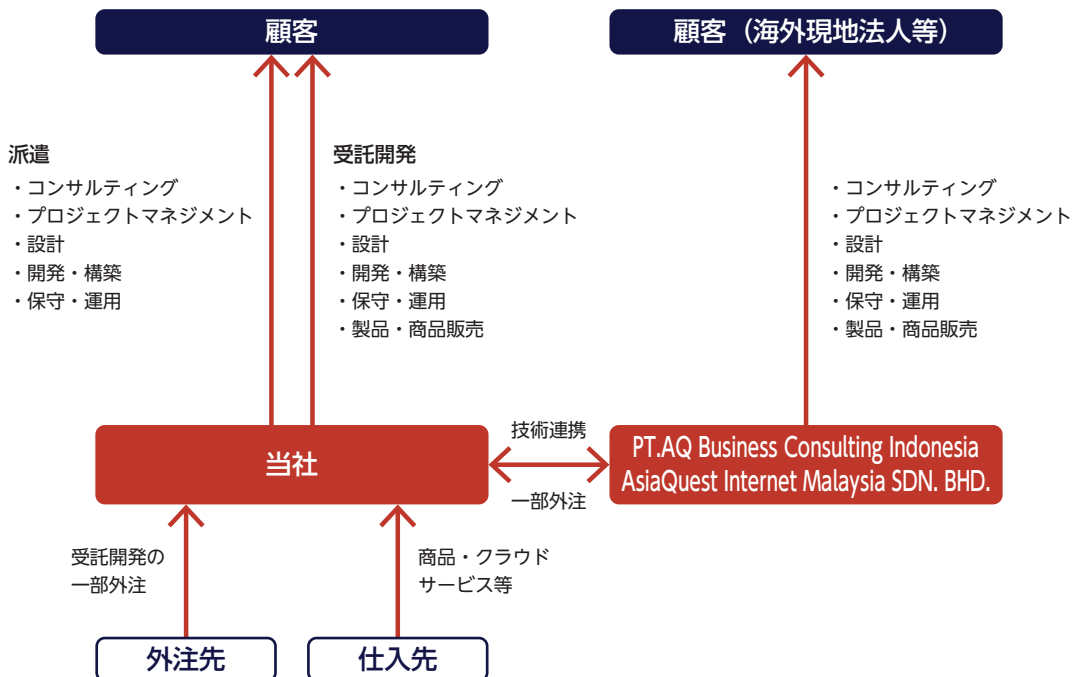 顧客
顧客（海外現地法人等）
派遣
・コンサルティング
・プロジェクトマネジメント
・設計
・開発・構築
・保守・運用
受託開発
・コンサルティング
・プロジェクトマネジメント
・設計
・開発・構築
・保守・運用
・製品・商品販売
・コンサルティング
・プロジェクトマネジメント
・設計
・開発・構築
・保守・運用
・製品・商品販売
当社
技術連携
一部外注
PT.AQ Business Consulting Indonesia
AsiaQuest Internet Malaysia SDN. BHD.
受託開発の
一部外注
商品・クラウド
サービス等
外注先
仕入先